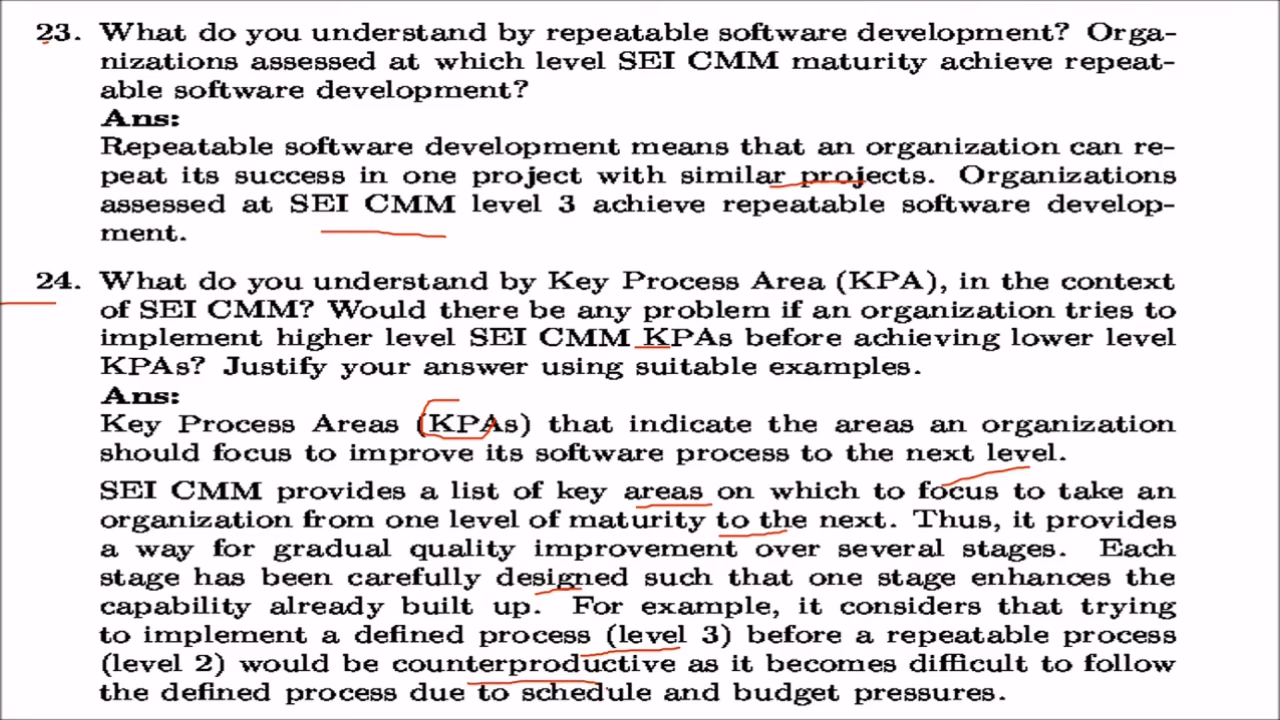 23. What do you understand by repeatable software development? Orga-
nizations assessed at which level SEI CMM maturity achieve repeat-
able software development?
Ans:
Repeatable software development means that an organization can re-
peat its success in one project with similar projects. Organizations
assessed at SEI CMM level 3 achieve repeatable software develop-
ment.
24. What do you understand by Key Process Area (KPA), in the context
of SEI CMM? Would there be any problem if an organization tries to
implement higher level SEI CMM KPAs before achieving lower level
KPAs? Justify your answer using suitable examples.
Ans:
Key Process Areas (KPAs) that indicate the areas an organization
should focus to improve its software process to the next level.
SEI CMM provides a list of key areas on which to focus to take an
organization from one level of maturity to the next. Thus, it provides
a way for gradual quality improvement over several stages. Each
stage has been carefully designed such that one stage enhances the
capability already built up. For example, it considers that trying
to implement a defined process (level 3) before a repeatable process
(level 2) would be counterproductive as it becomes difficult to follow
the defined process due to schedule and budget pressures.